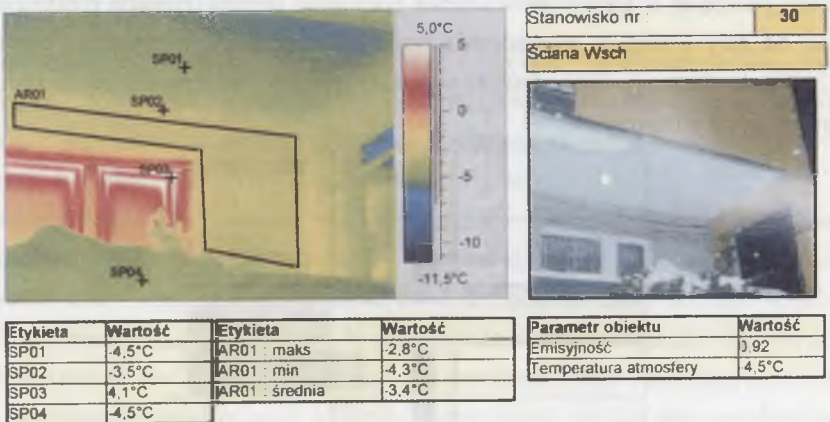 5,0°C
5
0
-5
-10
-11,5°C
SP01
SP02
AR01
SP03
SP04
Stanowisko nr : 30
Ściana Wsch
Etykieta Wartość Etykieta Wartość
SP01 -4,5°C AR01 : maks -2,8°C
SP02 -3,5°C AR01 : min -4,3°C
SP03 4,1°C AR01 : średnia -3,4°C
SP04 -4,5°C
Parametr obiektu Wartość
Emisyjność 0,92
Temperatura atmosfery -4,5°C